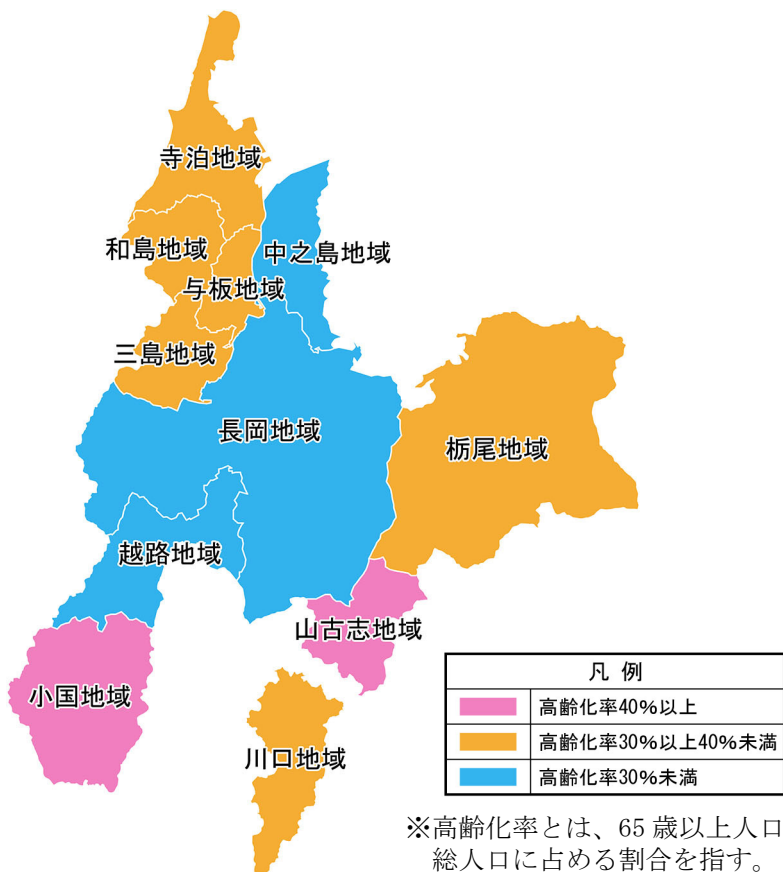 寺泊地域
和島地域
中之島地域
与板地域
三島地域
長岡地域
栃尾地域
越路地域
山古志地域
小国地域
川口地域
凡 例
高齢化率40%以上
高齢化率30%以上40%未満
高齢化率30%未満
※高齢化率とは、65 歳以上人口
総人口に占める割合を指す。